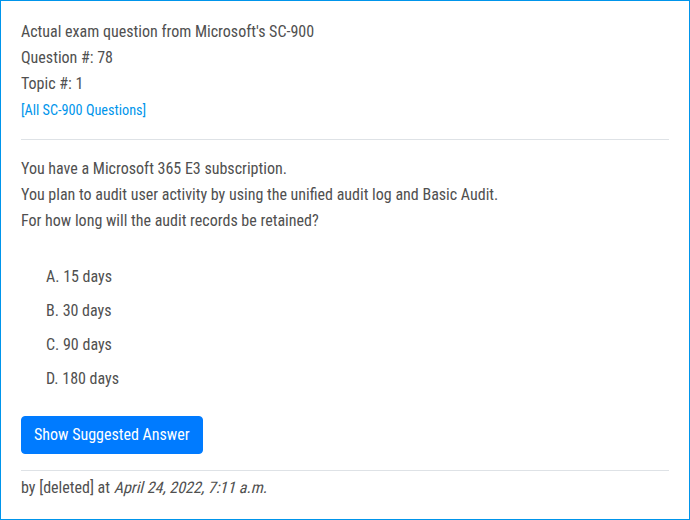 Actual exam question from Microsoft's SC-900
Question #: 78
Topic #: 1
[All SC-900 Questions]
You have a Microsoft 365 E3 subscription.
You plan to audit user activity by using the unified audit log and Basic Audit.
For how long will the audit records be retained?
A. 15 days
B. 30 days
C. 90 days
D. 180 days
Show Suggested Answer
by [deleted] at April 24, 2022, 7:11 a.m.